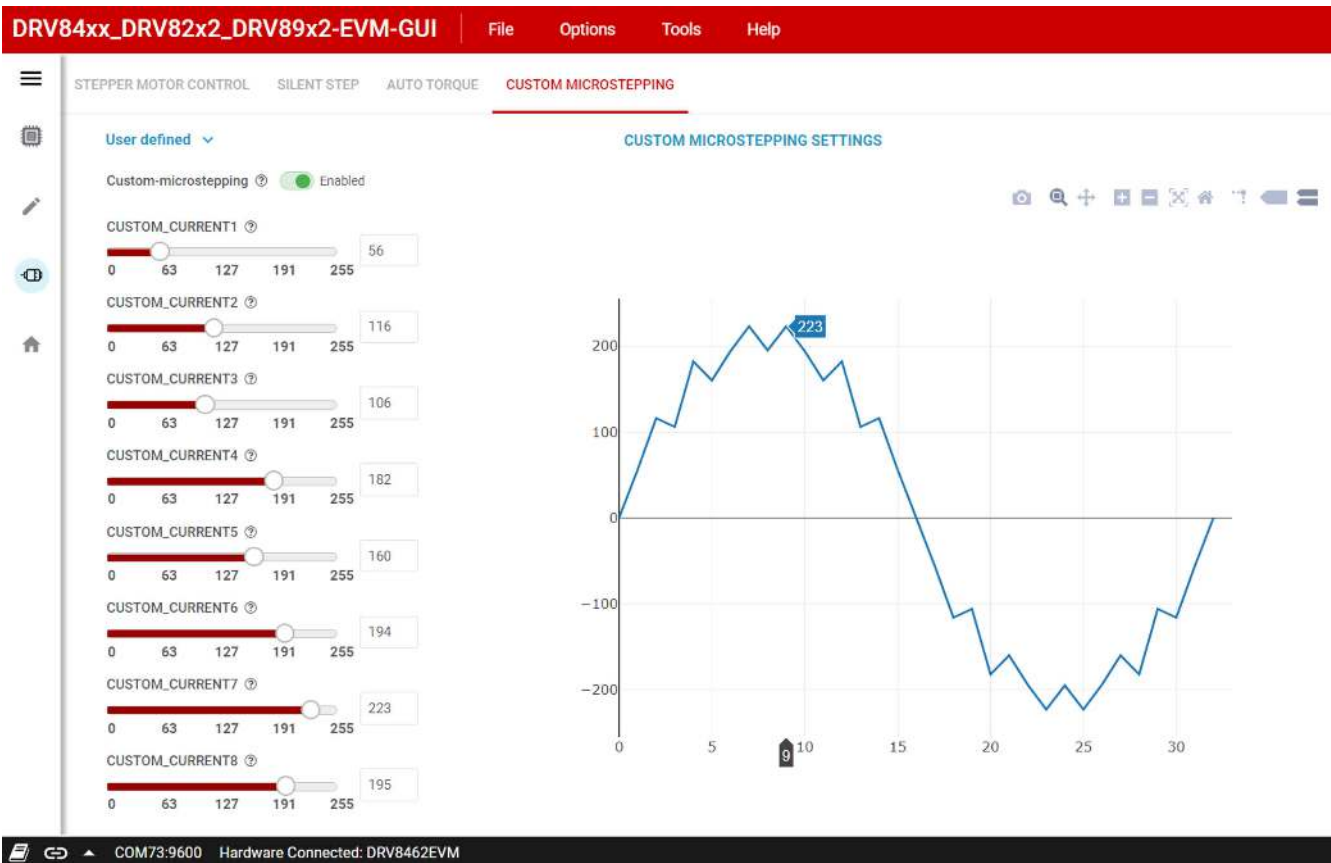 DRV84xx_DRV82x2_DRV89x2-EVM-GUI File Options Tools Help
STEPPER MOTOR CONTROL SILENT STEP AUTO TORQUE CUSTOM MICROSTEPPING
User defined
CUSTOM MICROSTEPPING SETTINGS
Custom-microstepping ? Enabled
CUSTOM_CURRENT1 ?
56
0 63 127 191 255
CUSTOM_CURRENT2 ?
116
0 63 127 191 255
CUSTOM_CURRENT3 ?
106
0 63 127 191 255
CUSTOM_CURRENT4 ?
182
0 63 127 191 255
CUSTOM_CURRENT5 ?
160
0 63 127 191 255
CUSTOM_CURRENT6 ?
194
0 63 127 191 255
CUSTOM_CURRENT7 ?
223
0 63 127 191 255
CUSTOM_CURRENT8 ?
195
0 63 127 191 255
223
200
100
0
−100
−200
0 5 9 10 15 20 25 30
COM73:9600 Hardware Connected: DRV8462EVM